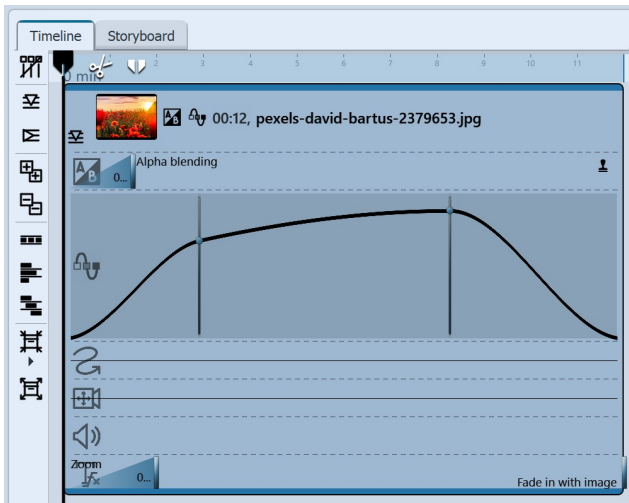 Timeline
Storyboard
0 min
2
3
4
5
6
7
8
9
10
11
00:12, pexels-david-bartus-2379653.jpg
A
B
0...
Alpha blending
Zoom
fx
0...
Fade in with image